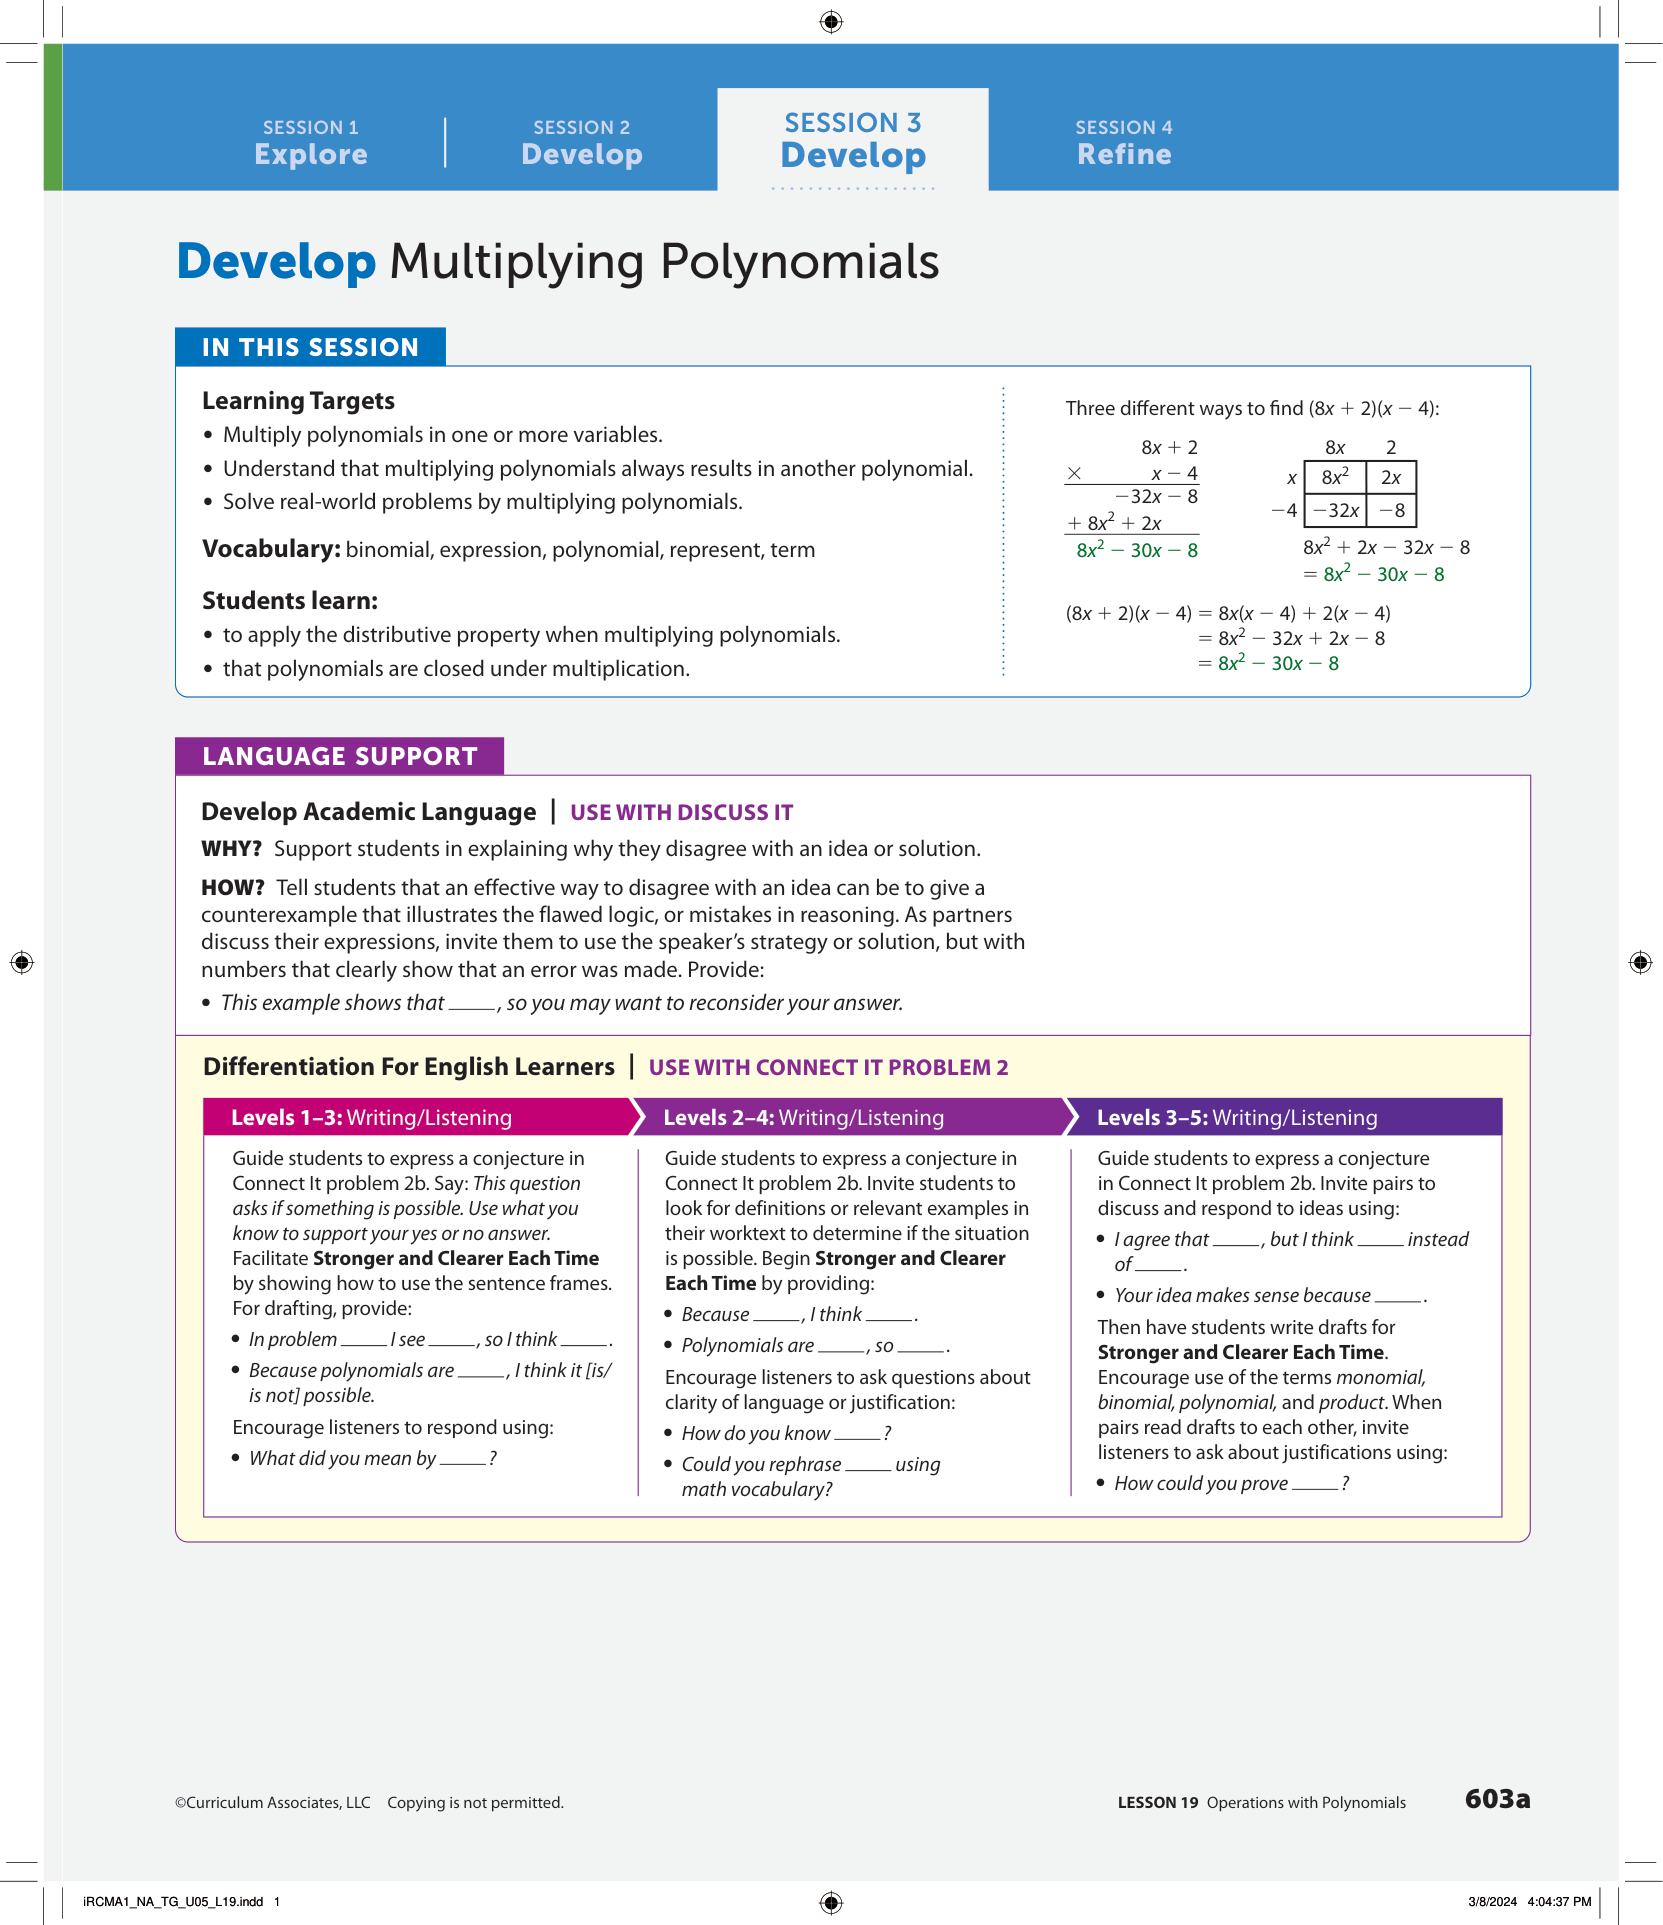 SESSION 1
Explore
SESSION 2
Develop
SESSION 3
Develop
SESSION 4
Refine
Develop Multiplying Polynomials
IN THIS SESSION
Learning Targets
• Multiply polynomials in one or more variables.
• Understand that multiplying polynomials always results in another polynomial.
• Solve real-world problems by multiplying polynomials.
Vocabulary: binomial, expression, polynomial, represent, term
Students learn:
• to apply the distributive property when multiplying polynomials.
• that polynomials are closed under multiplication.
Three different ways to find (8x + 2)(x − 4):
8x + 2
× x − 4
−32x − 8
+ 8x² + 2x
8x² − 30x − 8
8x 2
x 8x² 2x
−4 −32x −8
8x² + 2x − 32x − 8
= 8x² − 30x − 8
(8x + 2)(x − 4) = 8x(x − 4) + 2(x − 4)
= 8x² − 32x + 2x − 8
= 8x² − 30x − 8
LANGUAGE SUPPORT
Develop Academic Language | USE WITH DISCUSS IT
WHY? Support students in explaining why they disagree with an idea or solution.
HOW? Tell students that an effective way to disagree with an idea can be to give a
counterexample that illustrates the flawed logic, or mistakes in reasoning. As partners
discuss their expressions, invite them to use the speaker’s strategy or solution, but with
numbers that clearly show that an error was made. Provide:
• This example shows that ____, so you may want to reconsider your answer.
Differentiation For English Learners | USE WITH CONNECT IT PROBLEM 2
Levels 1–3: Writing/Listening
Guide students to express a conjecture in
Connect It problem 2b. Say: This question
asks if something is possible. Use what you
know to support your yes or no answer.
Facilitate Stronger and Clearer Each Time
by showing how to use the sentence frames.
For drafting, provide:
• In problem ____ I see ____, so I think ____.
• Because polynomials are ____, I think it [is/
is not] possible.
Encourage listeners to respond using:
• What did you mean by ____?
Levels 2–4: Writing/Listening
Guide students to express a conjecture in
Connect It problem 2b. Invite students to
look for definitions or relevant examples in
their worktext to determine if the situation
is possible. Begin Stronger and Clearer
Each Time by providing:
• Because ____, I think ____.
• Polynomials are ____, so ____.
Encourage listeners to ask questions about
clarity of language or justification:
• How do you know ____?
• Could you rephrase ____ using
math vocabulary?
Levels 3–5: Writing/Listening
Guide students to express a conjecture
in Connect It problem 2b. Invite pairs to
discuss and respond to ideas using:
• I agree that ____, but I think ____ instead
of ____.
• Your idea makes sense because ____.
Then have students write drafts for
Stronger and Clearer Each Time.
Encourage use of the terms monomial,
binomial, polynomial, and product. When
pairs read drafts to each other, invite
listeners to ask about justifications using:
• How could you prove ____?
©Curriculum Associates, LLC Copying is not permitted.
LESSON 19 Operations with Polynomials 603a
iRCMA1_NA_TG_U05_L19.indd 1
3/8/2024 4:04:37 PM